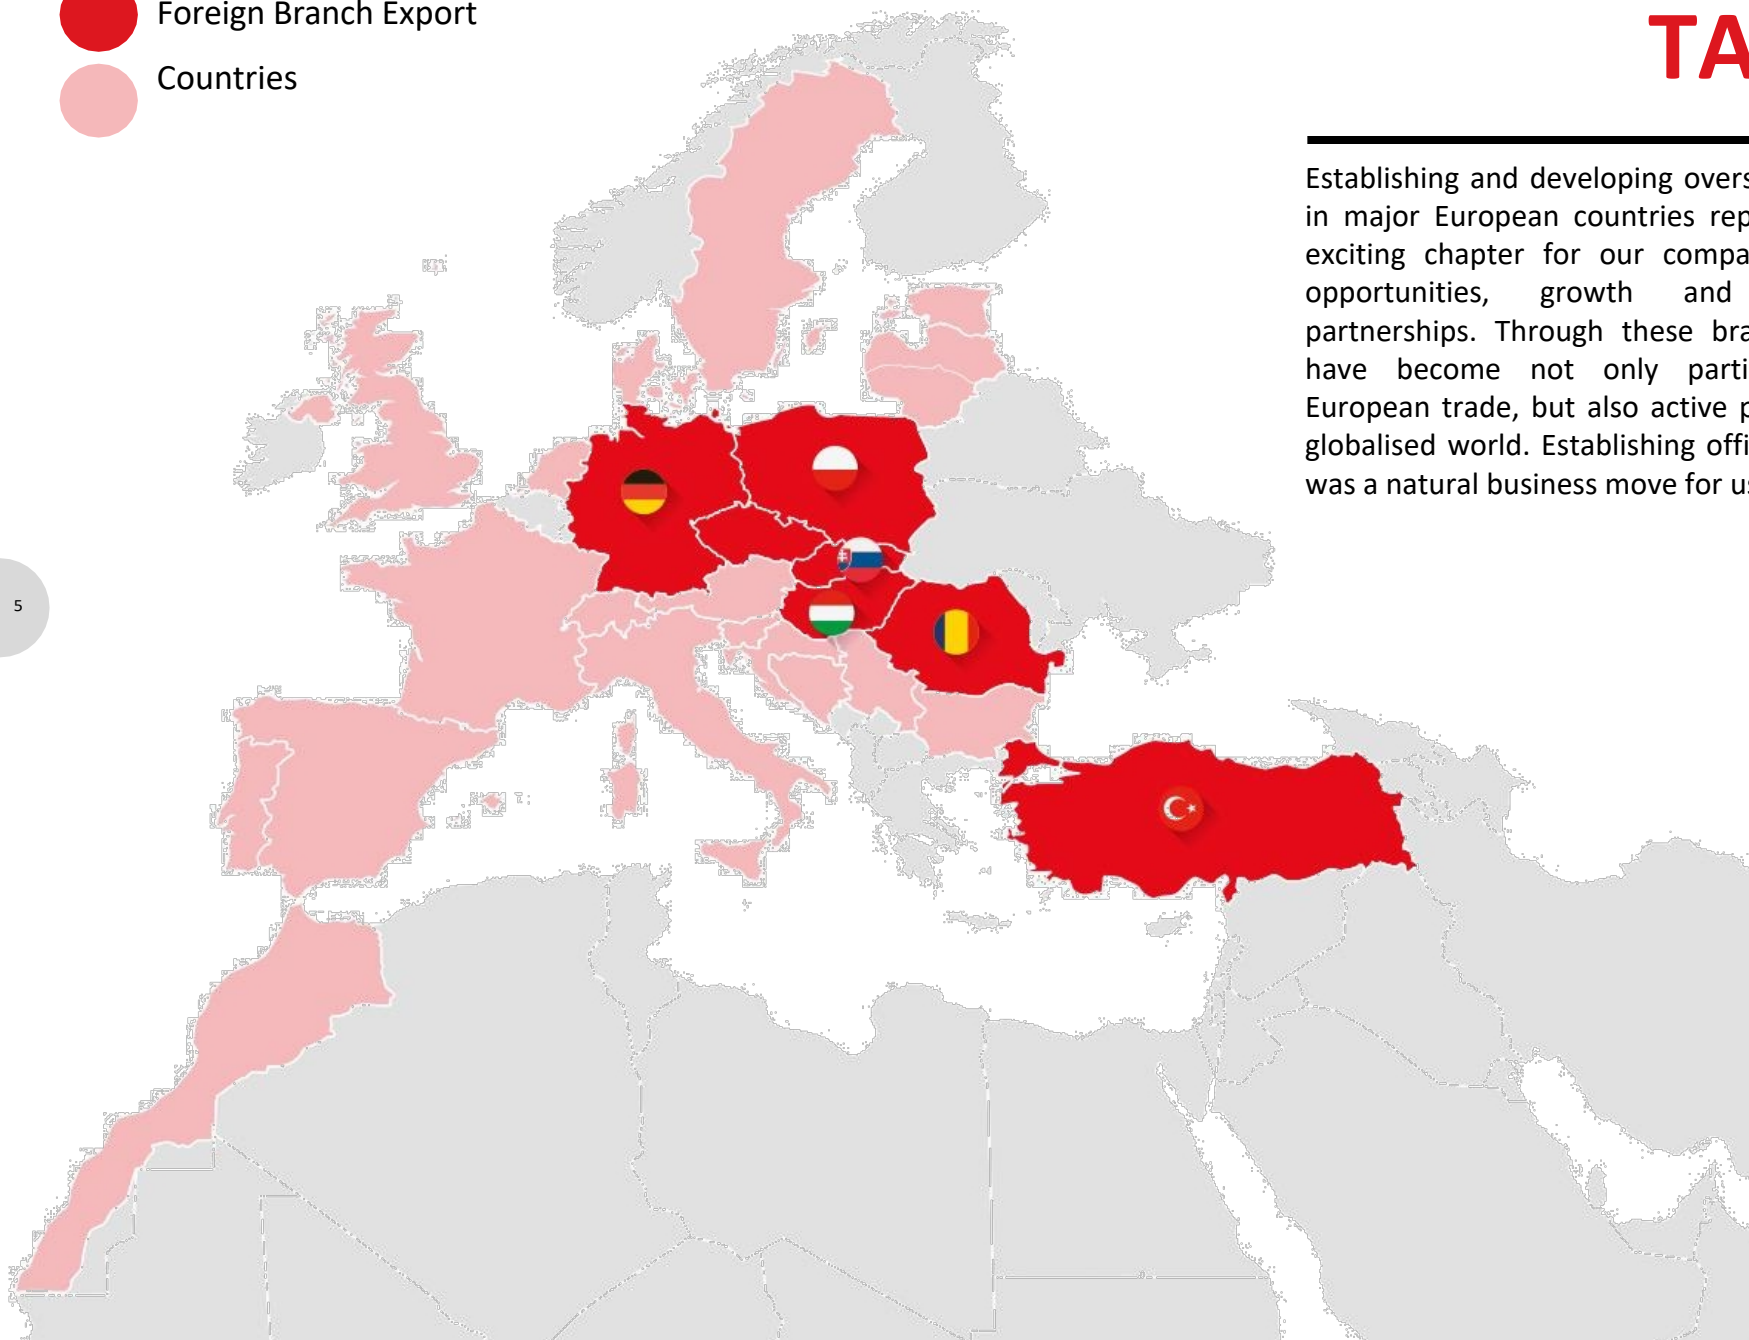 Foreign Branch Export
Countries
TA
Establishing and developing overs
in major European countries rep
exciting chapter for our compa
opportunities, growth and
partnerships. Through these bra
have become not only parti
European trade, but also active p
globalised world. Establishing offi
was a natural business move for us
5